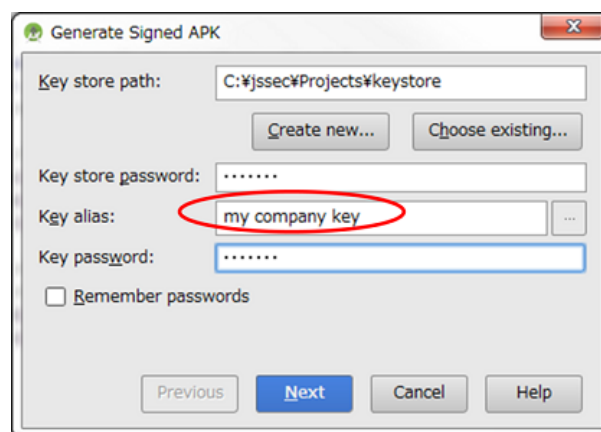 Generate Signed APK
Key store path: C:¥jssec¥Projects¥keystore
Create new... Choose existing...
Key store password: •••••••
Key alias: my company key ...
Key password: •••••••
Remember passwords
Previous Next Cancel Help